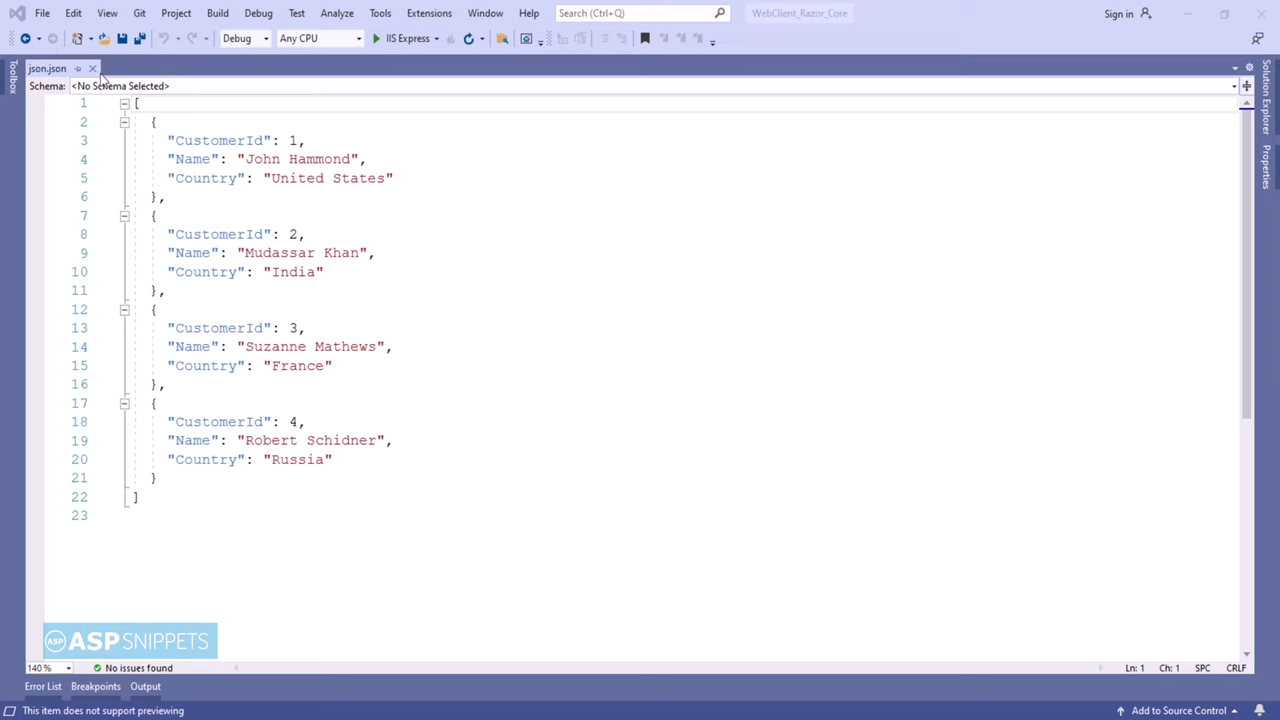 File Edit View Git Project Build Debug Test Analyze Tools Extensions Window Help Search (Ctrl+Q) WebClient_Razor_Core Sign in
Debug Any CPU IIS Express
json.json
Schema: <No Schema Selected>
Toolbox
Solution Explorer
Properties
1 [
2 {
3 "CustomerId": 1,
4 "Name": "John Hammond",
5 "Country": "United States"
6 },
7 {
8 "CustomerId": 2,
9 "Name": "Mudassar Khan",
10 "Country": "India"
11 },
12 {
13 "CustomerId": 3,
14 "Name": "Suzanne Mathews",
15 "Country": "France"
16 },
17 {
18 "CustomerId": 4,
19 "Name": "Robert Schidner",
20 "Country": "Russia"
21 }
22 ]
23
ASP ASPSNIPPETS
140 % No issues found Ln: 1 Ch: 1 SPC CRLF
Error List Breakpoints Output
This item does not support previewing Add to Source Control